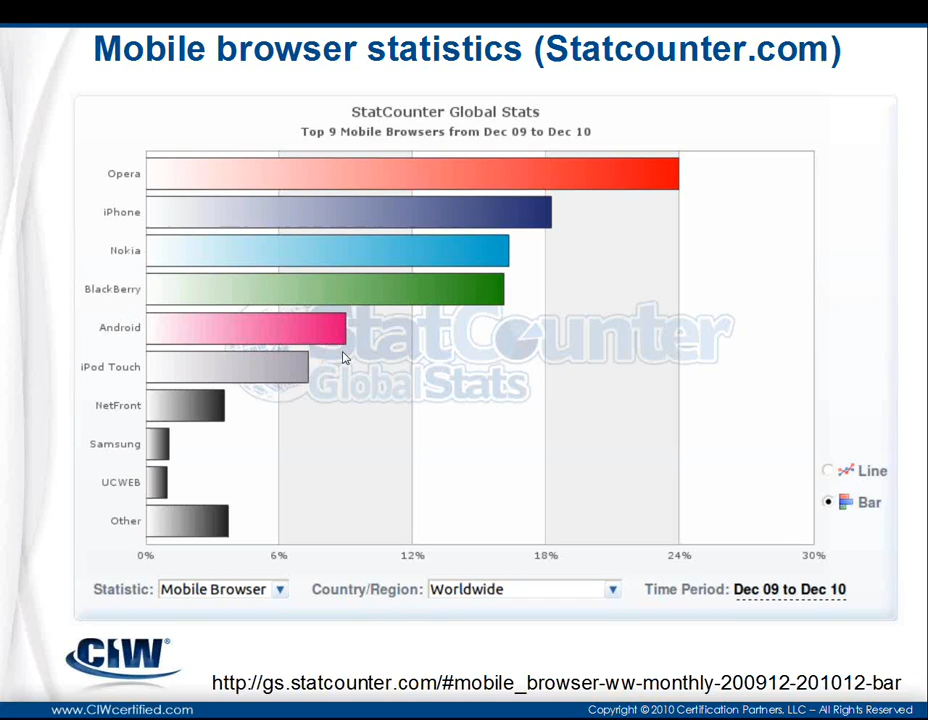 Mobile browser statistics (Statcounter.com)
StatCounter Global Stats
Top 9 Mobile Browsers from Dec 09 to Dec 10
Opera
iPhone
Nokia
BlackBerry
Android
StatCounter
iPod Touch
GlobalStats
NetFront
Samsung
Line
UCWEB
Bar
Other
0% 6% 12% 18% 24% 30%
Statistic: Mobile Browser Country/Region: Worldwide Time Period: Dec 09 to Dec 10
CIW®
http://gs.statcounter.com/#mobile_browser-ww-monthly-200912-201012-bar
www.CIWcertified.com Copyright © 2010 Certification Partners, LLC – All Rights Reserved